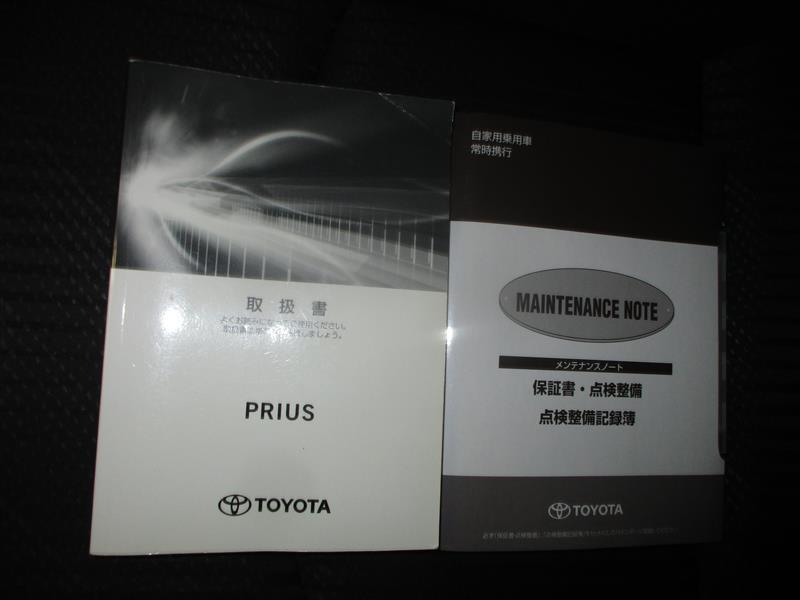 取扱書
よくお読みになってご使用ください。
PRIUS
TOYOTA
自家用乗用車
常時携行
MAINTENANCE NOTE
メンテナンスノート
保証書・点検整備
点検整備記録簿
TOYOTA